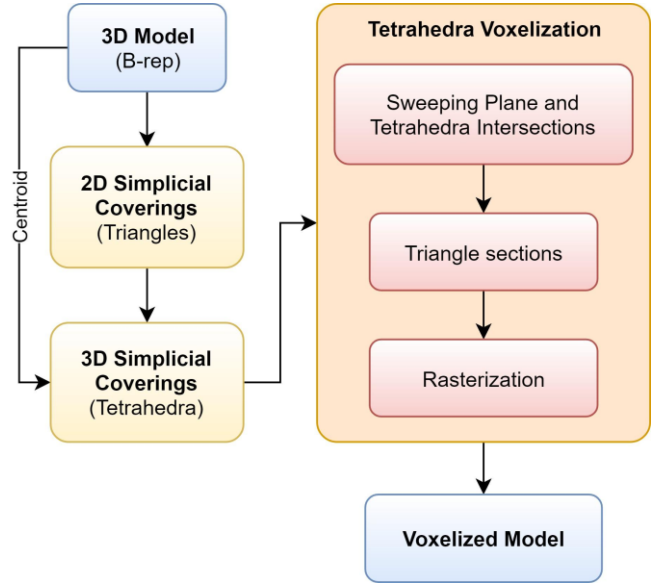 3D Model
(B-rep)
Centroid
2D Simplicial
Coverings
(Triangles)
3D Simplicial
Coverings
(Tetrahedra)
Tetrahedra Voxelization
Sweeping Plane and
Tetrahedra Intersections
Triangle sections
Rasterization
Voxelized Model